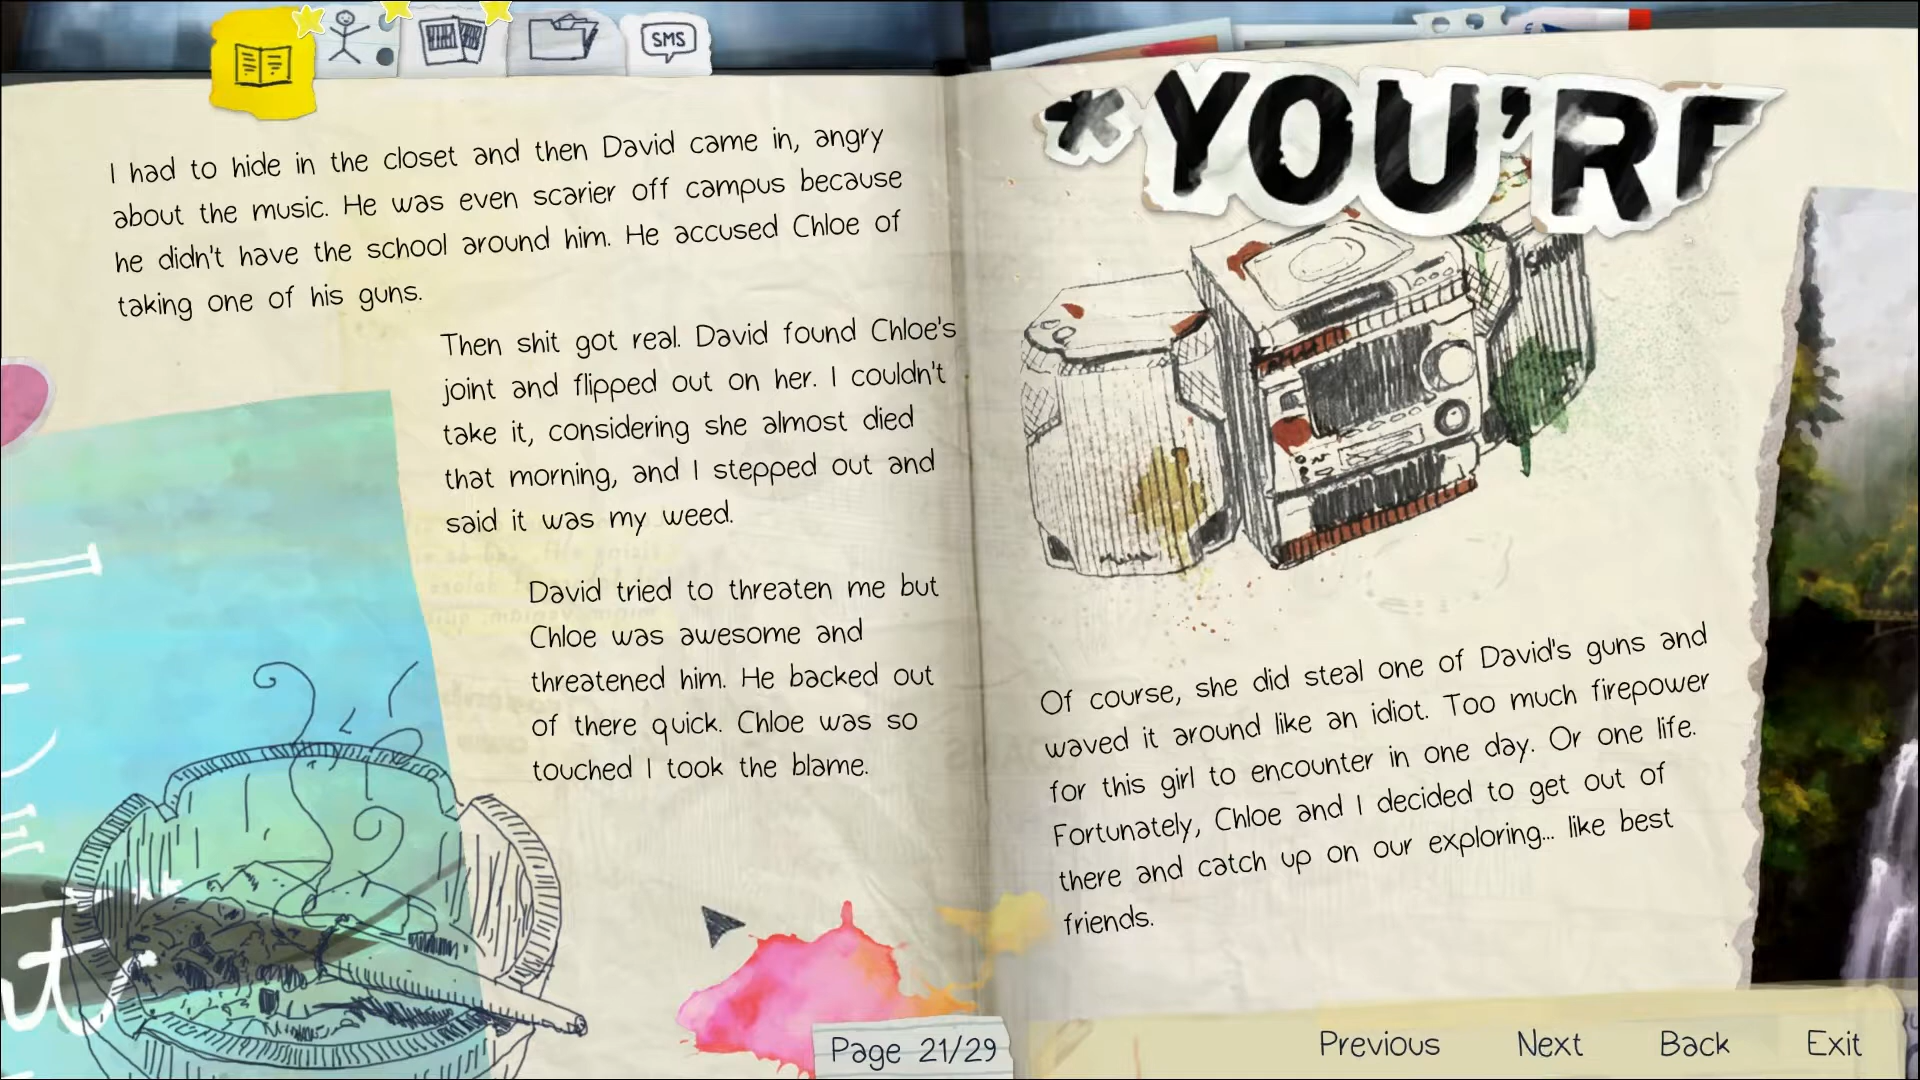 SMS
I had to hide in the closet and then David came in, angry
about the music. He was even scarier off campus because
he didn't have the school around him. He accused Chloe of
taking one of his guns.
Then shit got real. David found Chloe's
joint and flipped out on her. I couldn't
take it, considering she almost died
that morning, and I stepped out and
said it was my weed.
David tried to threaten me but
Chloe was awesome and
threatened him. He backed out
of there quick. Chloe was so
touched I took the blame.
*YOU'RE
Of course, she did steal one of David's guns and
waved it around like an idiot. Too much firepower
for this girl to encounter in one day. Or one life.
Fortunately, Chloe and I decided to get out of
there and catch up on our exploring... like best
friends.
Page 21/29
Previous
Next
Back
Exit